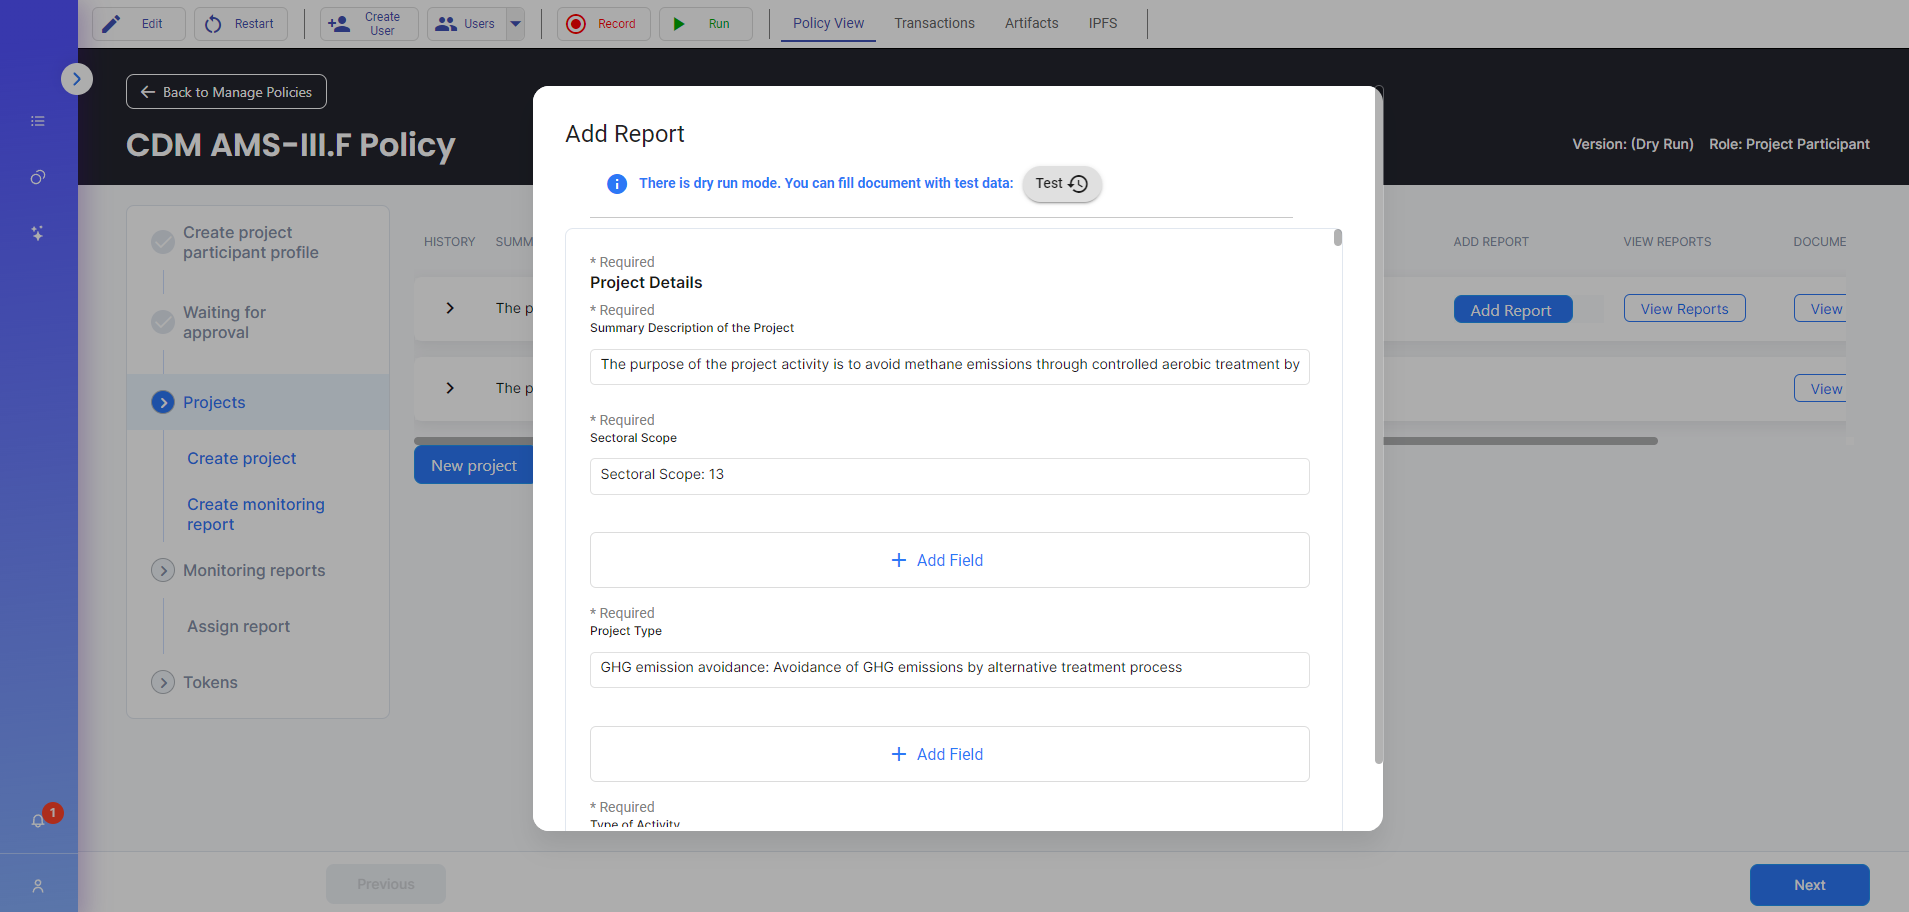 Edit
Restart
Create
User
Users
Record
Run
Policy View
Transactions
Artifacts
IPFS
Back to Manage Policies
CDM AMS-III.F Policy
Version: (Dry Run) Role: Project Participant
Create project
participant profile
Waiting for
approval
Projects
Create project
Create monitoring
report
Monitoring reports
Assign report
Tokens
HISTORY
SUMM
ADD REPORT
VIEW REPORTS
DOCUME
The p
Add Report
View Reports
View
The p
View
New project
Add Report
There is dry run mode. You can fill document with test data:
Test
* Required
Project Details
* Required
Summary Description of the Project
The purpose of the project activity is to avoid methane emissions through controlled aerobic treatment by
* Required
Sectoral Scope
Sectoral Scope: 13
Add Field
* Required
Project Type
GHG emission avoidance: Avoidance of GHG emissions by alternative treatment process
Add Field
* Required
Type of Activity
1
Previous
Next